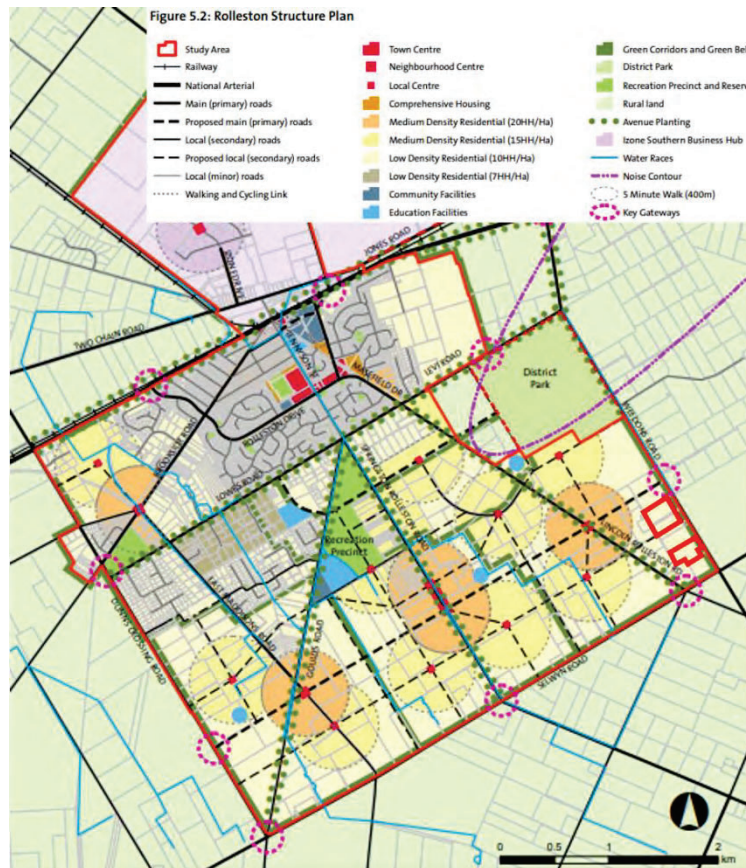 Figure 5.2: Rolleston Structure Plan
Study Area
Railway
National Arterial
Main (primary) roads
Proposed main (primary) roads
Local (secondary) roads
Proposed local (secondary) roads
Local (minor) roads
Walking and Cycling Link
Town Centre
Neighbourhood Centre
Local Centre
Comprehensive Housing
Medium Density Residential (20HH/Ha)
Medium Density Residential (15HH/Ha)
Low Density Residential (10HH/Ha)
Low Density Residential (7HH/Ha)
Community Facilities
Education Facilities
Green Corridors and Green Bel
District Park
Recreation Precinct and Reserv
Rural land
Avenue Planting
Izone Southern Business Hub
Water Races
Noise Contour
5 Minute Walk (400m)
Key Gateways
JONES ROAD
TWO CHAIN ROAD
LEVI ROAD
District
Park
WEEDONS ROAD
ROLLESTON DRIVE
LOWES ROAD
SPRINGSTON ROLLESTON ROAD
Recreation
Precinct
LINCOLN ROLLESTON RD
DUNNS CROSSING ROAD
GOULDS ROAD
SELWYN ROAD
0 0.5 1 2
km